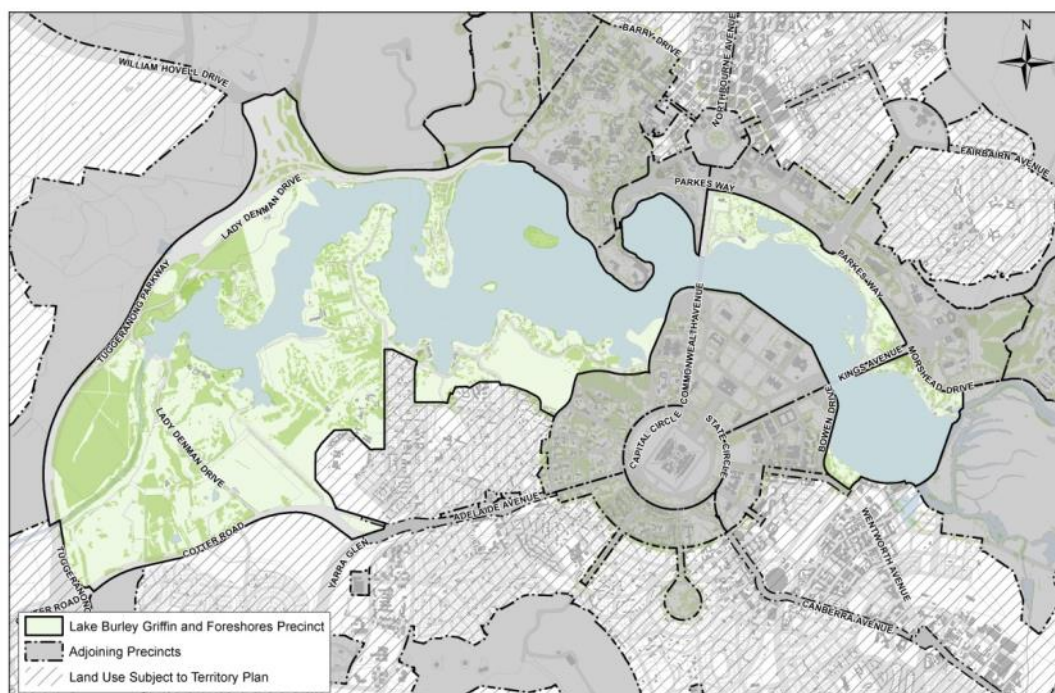 BARRY DRIVE
NORTHBOURNE AVENUE
N
WILLIAM HOVELL DRIVE
FAIRBAIRN AVENUE
PARKES WAY
LADY DENMAN DRIVE
PARKES WAY
TUGGERANONG PARKWAY
COMMONWEALTH AVENUE
KINGS AVENUE
MORSHEAD DRIVE
LADY DENMAN DRIVE
CAPITAL CIRCLE
STATE CIRCLE
BOWEN DRIVE
ADELAIDE AVENUE
COTTER ROAD
WENTWORTH AVENUE
YARRA GLEN
TUGGERANONG
TTER ROAD
CANBERRA AVENUE
Lake Burley Griffin and Foreshores Precinct
Adjoining Precincts
Land Use Subject to Territory Plan